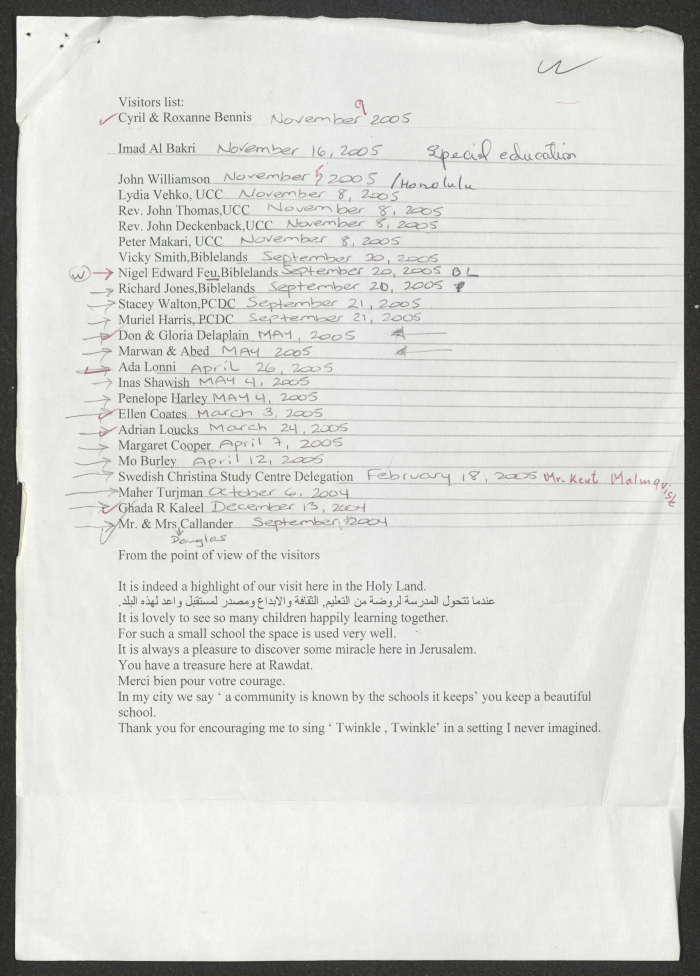 W
Visitors list:
Cyril & Roxanne Bennis November 9 2005
Imad Al Bakri November 16, 2005 Special education
John Williamson November 5 2005 /Honolulu
Lydia Vehko, UCC November 8, 2005
Rev. John Thomas,UCC November 8, 2005
Rev. John Deckenback,UCC November 8, 2005
Peter Makari, UCC November 8, 2005
Vicky Smith,Biblelands September 20, 2005
W Nigel Edward Feu,Biblelands September 20, 2005 BL
Richard Jones,Biblelands September 20, 2005
Stacey Walton,PCDC September 21, 2005
Muriel Harris, PCDC September 21, 2005
Don & Gloria Delaplain MAY, 2005
Marwan & Abed MAY 2005
Ada Lonni April 26, 2005
Inas Shawish MAY 4, 2005
Penelope Harley MAY 4, 2005
Ellen Coates March 3, 2005
Adrian Loucks March 24, 2005
Margaret Cooper April 7, 2005
Mo Burley April 12, 2005
Swedish Christina Study Centre Delegation February 18, 2005 Mr. Kent Malmqvist
Maher Turjman October 6, 2004
Ghada R Kaleel December 13, 2004
Mr. & Mrs Callander September, 2004
Douglas
From the point of view of the visitors
It is indeed a highlight of our visit here in the Holy Land.
عندما تتحول المدرسة لروضة من التعليم, الثقافة والابداع ومصدر لمستقبل واعد لهذه البلد.
It is lovely to see so many children happily learning together.
For such a small school the space is used very well.
It is always a pleasure to discover some miracle here in Jerusalem.
You have a treasure here at Rawdat.
Merci bien pour votre courage.
In my city we say ‘ a community is known by the schools it keeps’ you keep a beautiful
school.
Thank you for encouraging me to sing ‘ Twinkle , Twinkle’ in a setting I never imagined.